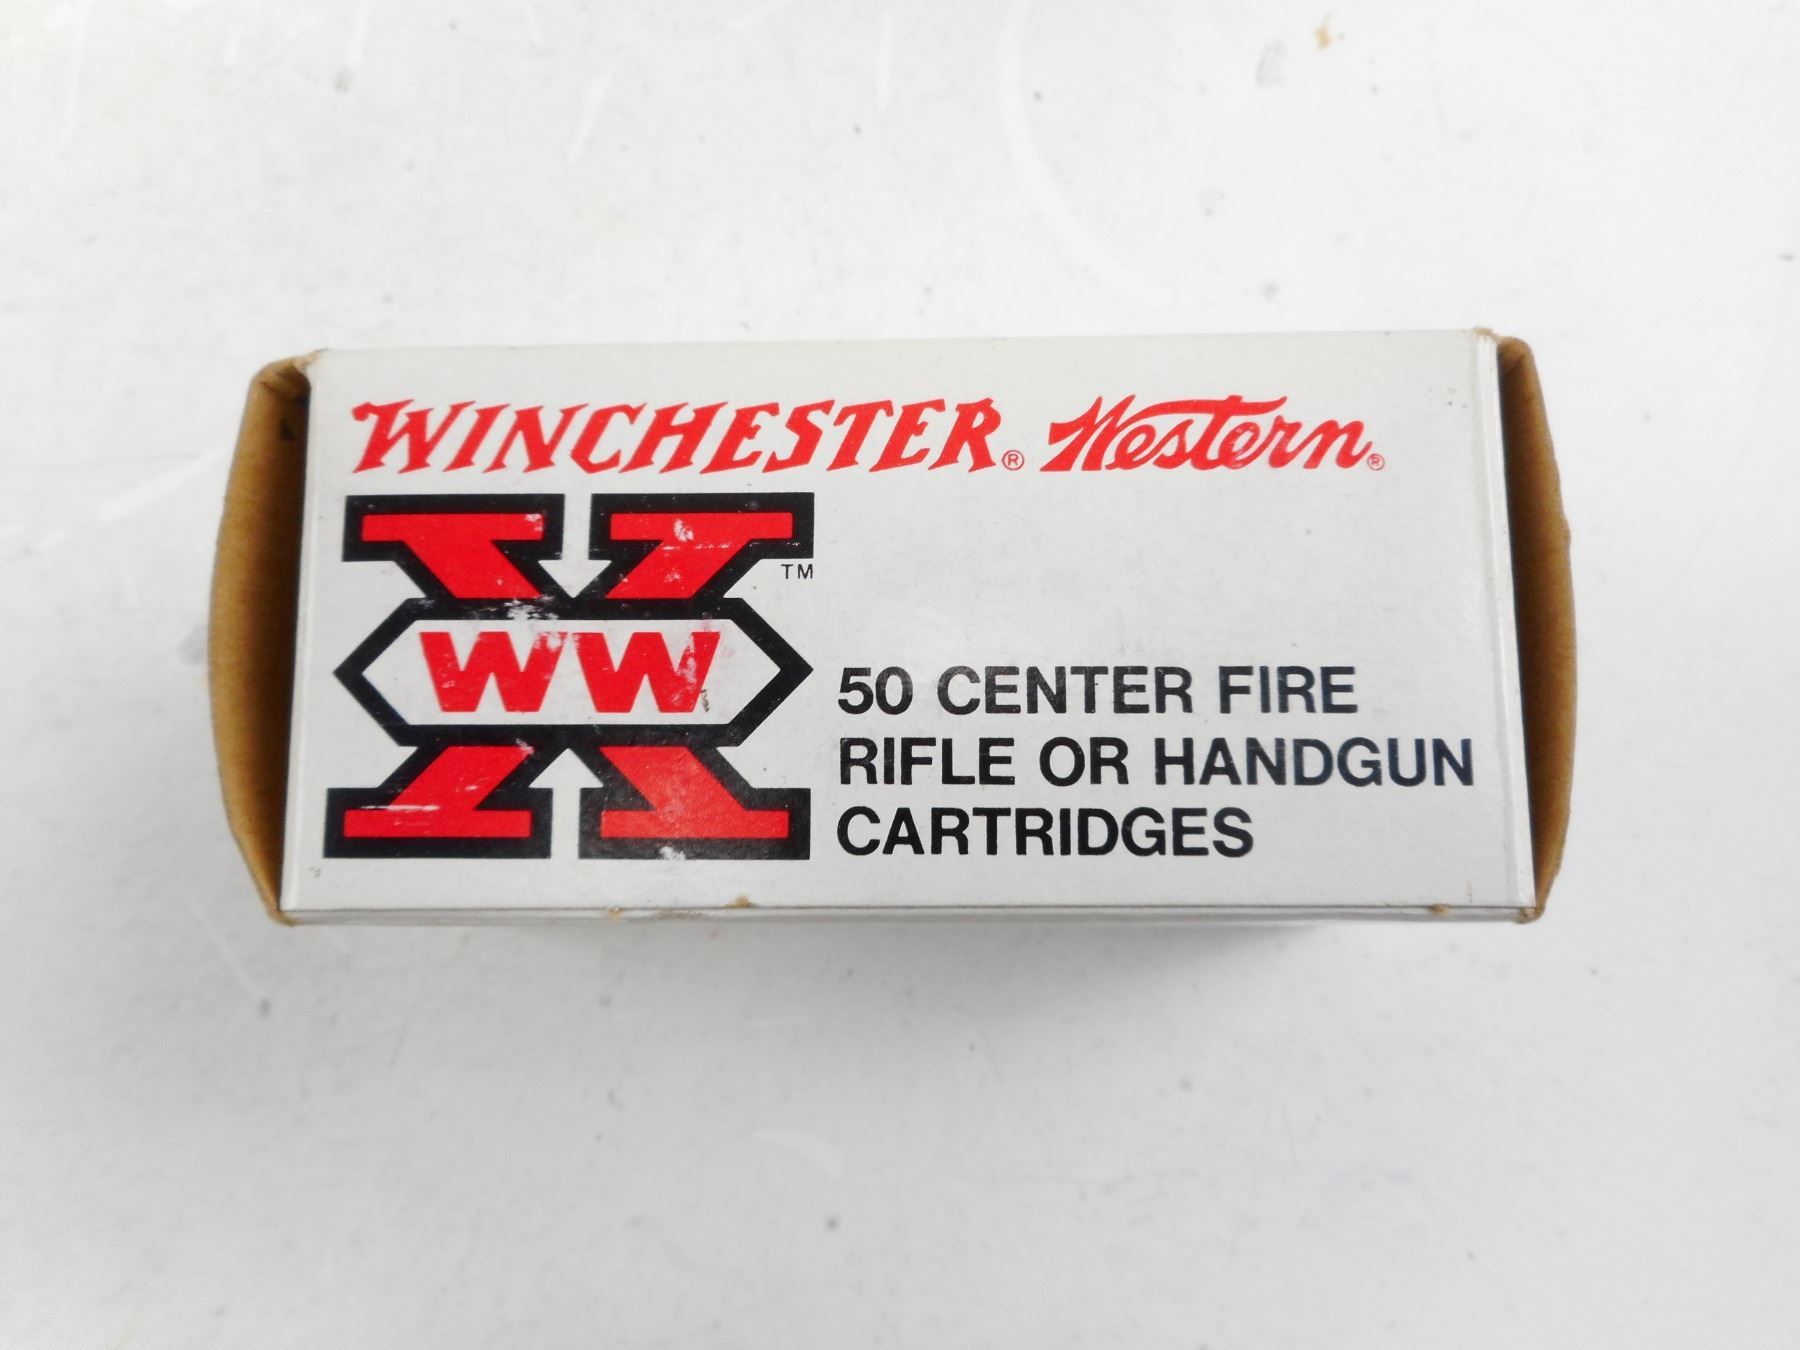 WINCHESTER® Western®
TM
WW
50 CENTER FIRE
RIFLE OR HANDGUN
CARTRIDGES